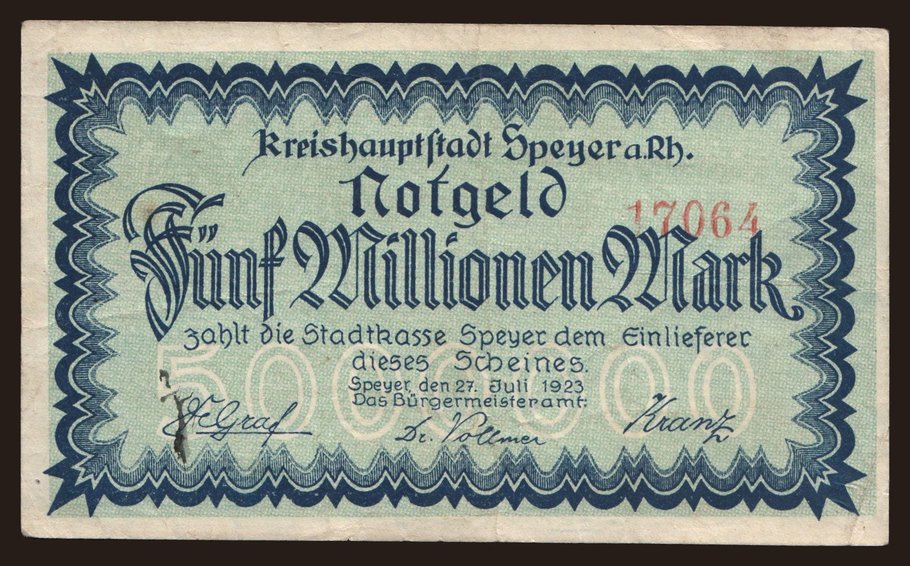 Kreishauptstadt Speyer a. Rh.
Notgeld
17064
Fünf Millionen Mark
zahlt die Stadtkasse Speyer dem Einlieferer
dieses Scheines.
5000000
Speyer, den 27. Juli 1923
Das Bürgermeisteramt:
Graf
Dr. Vollmer
Kranz